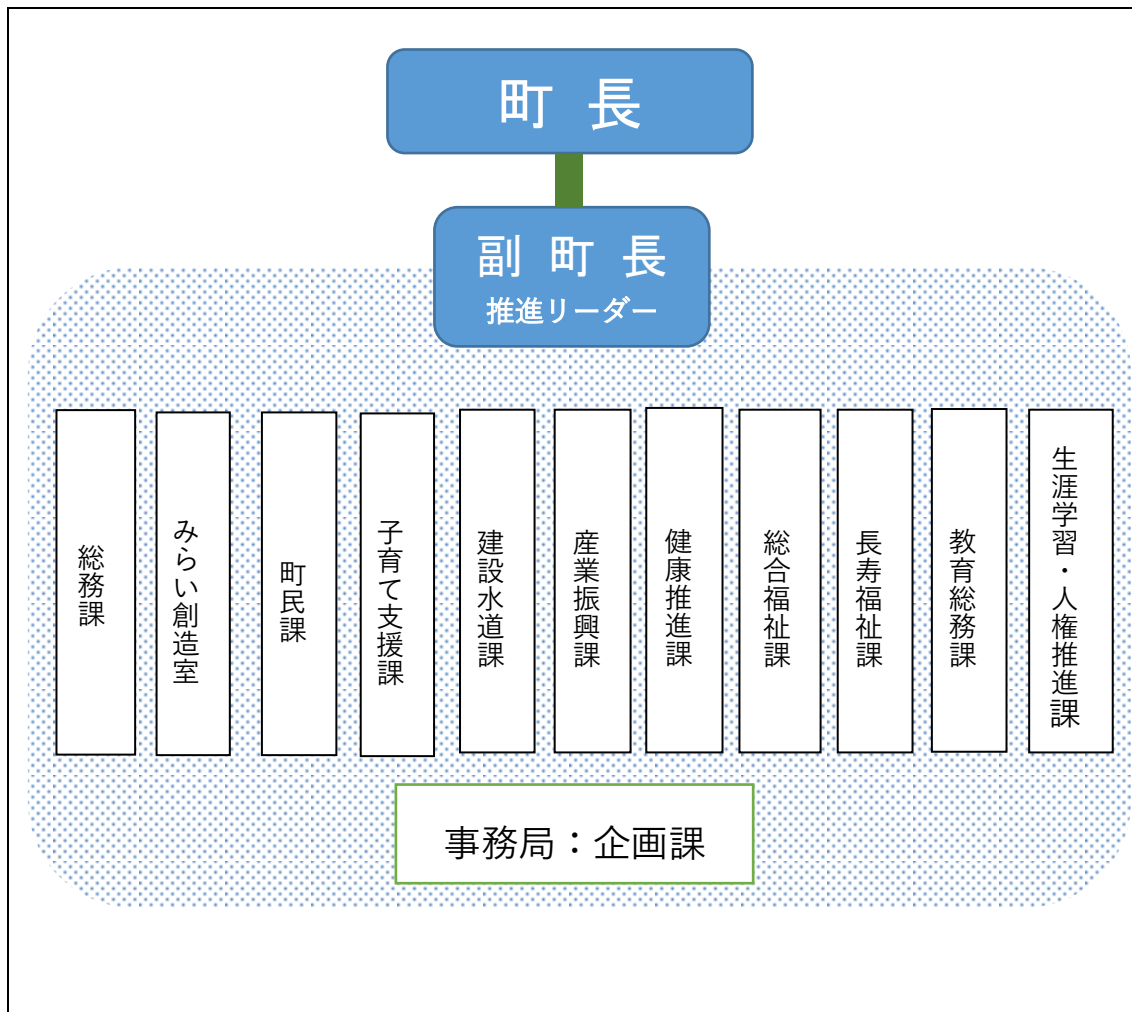 町 長
副 町 長
推進リーダー
総務課
みらい創造室
町民課
子育て支援課
建設水道課
産業振興課
健康推進課
総合福祉課
長寿福祉課
教育総務課
生涯学習・人権推進課
事務局：企画課